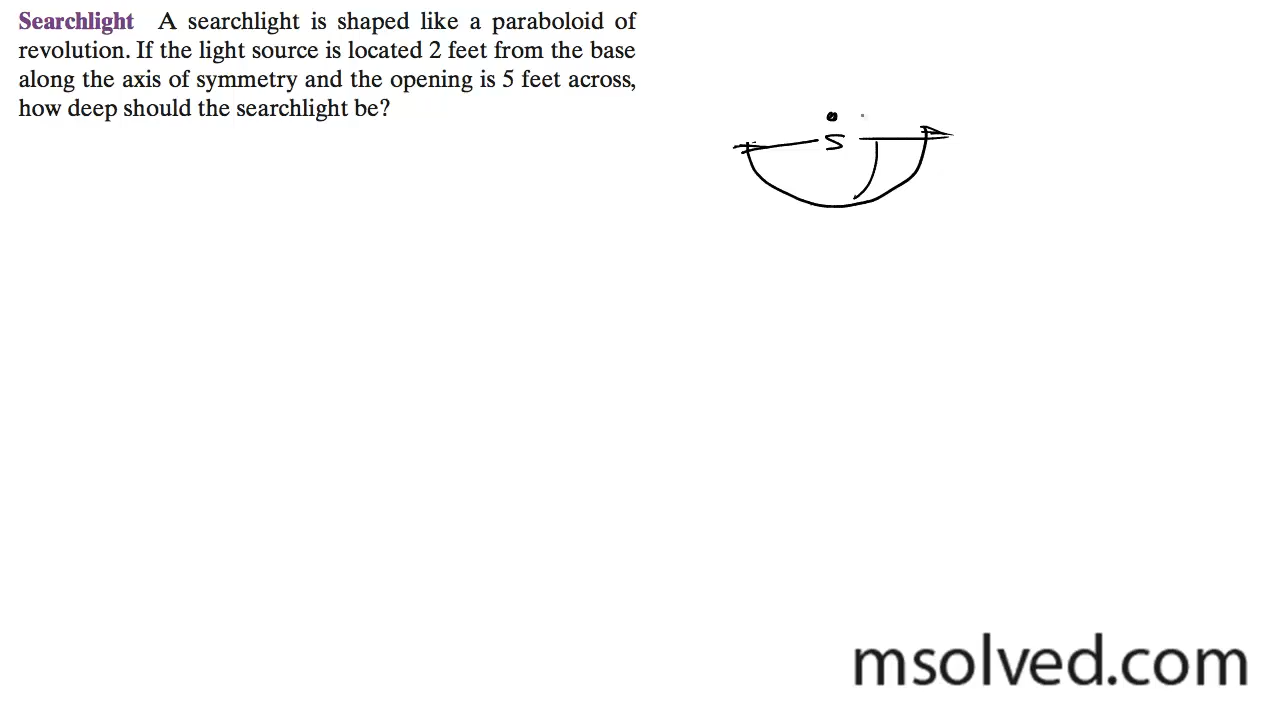 Searchlight A searchlight is shaped like a paraboloid of
revolution. If the light source is located 2 feet from the base
along the axis of symmetry and the opening is 5 feet across,
how deep should the searchlight be?
5
msolved.com